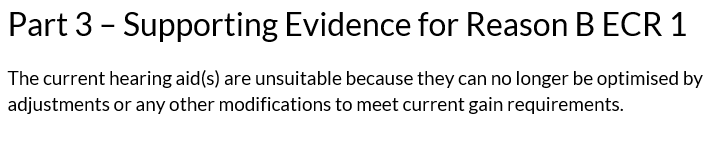 Part 3 – Supporting Evidence for Reason B ECR 1
The current hearing aid(s) are unsuitable because they can no longer be optimised by
adjustments or any other modifications to meet current gain requirements.